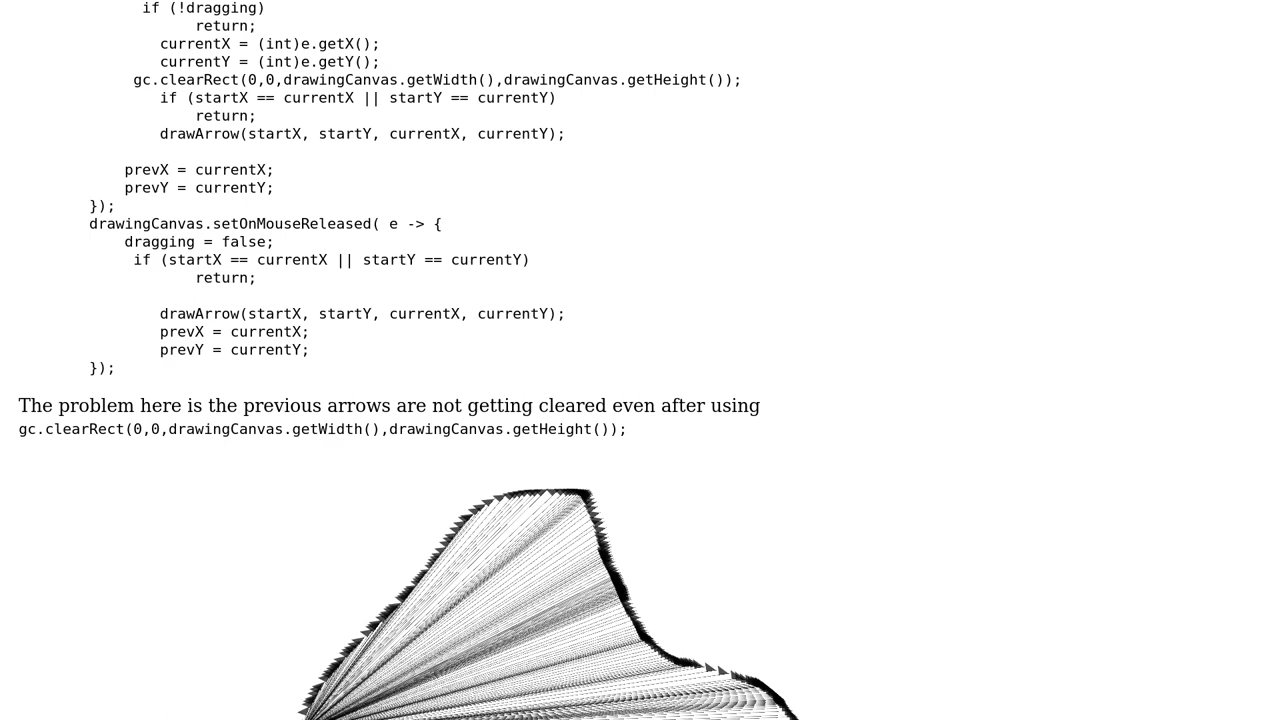 if (!dragging)
return;
currentX = (int)e.getX();
currentY = (int)e.getY();
gc.clearRect(0,0,drawingCanvas.getWidth(),drawingCanvas.getHeight());
if (startX == currentX || startY == currentY)
return;
drawArrow(startX, startY, currentX, currentY);
prevX = currentX;
prevY = currentY;
});
drawingCanvas.setOnMouseReleased( e -> {
dragging = false;
if (startX == currentX || startY == currentY)
return;
drawArrow(startX, startY, currentX, currentY);
prevX = currentX;
prevY = currentY;
});
The problem here is the previous arrows are not getting cleared even after using
gc.clearRect(0,0,drawingCanvas.getWidth(),drawingCanvas.getHeight());